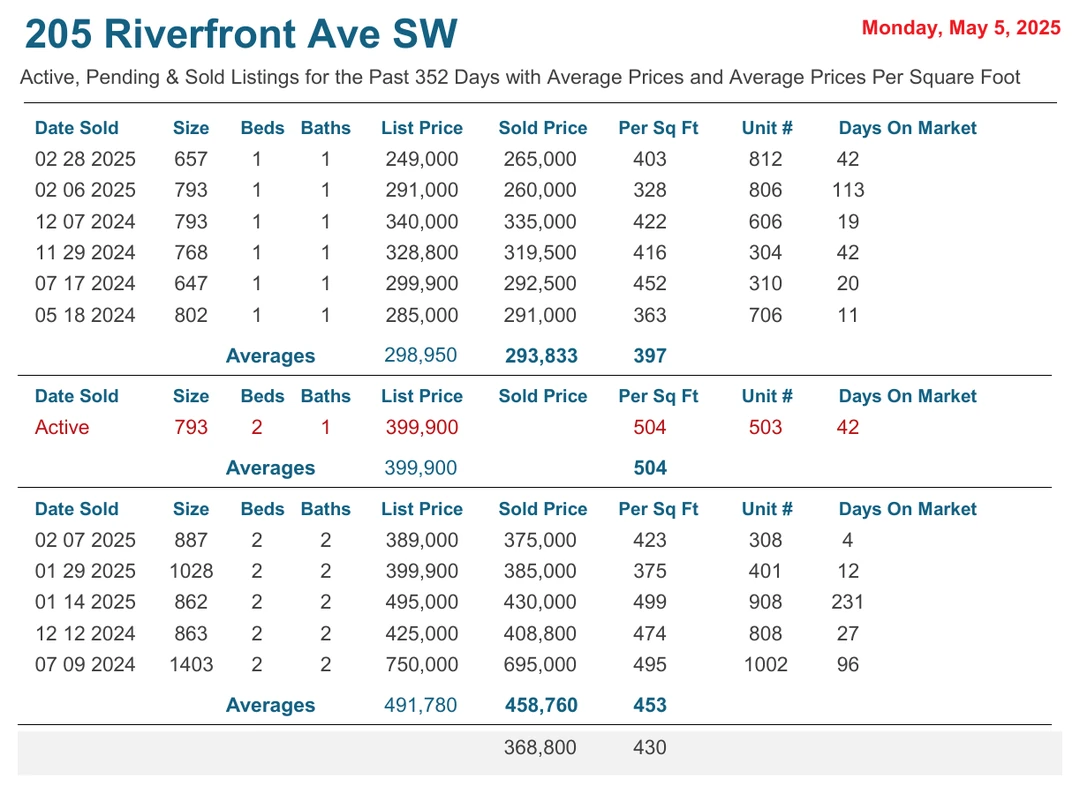 205 Riverfront Ave SW
Monday, May 5, 2025
Active, Pending & Sold Listings for the Past 352 Days with Average Prices and Average Prices Per Square Foot
Date Sold Size Beds Baths List Price Sold Price Per Sq Ft Unit # Days On Market
02 28 2025 657 1 1 249,000 265,000 403 812 42
02 06 2025 793 1 1 291,000 260,000 328 806 113
12 07 2024 793 1 1 340,000 335,000 422 606 19
11 29 2024 768 1 1 328,800 319,500 416 304 42
07 17 2024 647 1 1 299,900 292,500 452 310 20
05 18 2024 802 1 1 285,000 291,000 363 706 11
Averages 298,950 293,833 397
Date Sold Size Beds Baths List Price Sold Price Per Sq Ft Unit # Days On Market
Active 793 2 1 399,900 504 503 42
Averages 399,900 504
Date Sold Size Beds Baths List Price Sold Price Per Sq Ft Unit # Days On Market
02 07 2025 887 2 2 389,000 375,000 423 308 4
01 29 2025 1028 2 2 399,900 385,000 375 401 12
01 14 2025 862 2 2 495,000 430,000 499 908 231
12 12 2024 863 2 2 425,000 408,800 474 808 27
07 09 2024 1403 2 2 750,000 695,000 495 1002 96
Averages 491,780 458,760 453
368,800 430